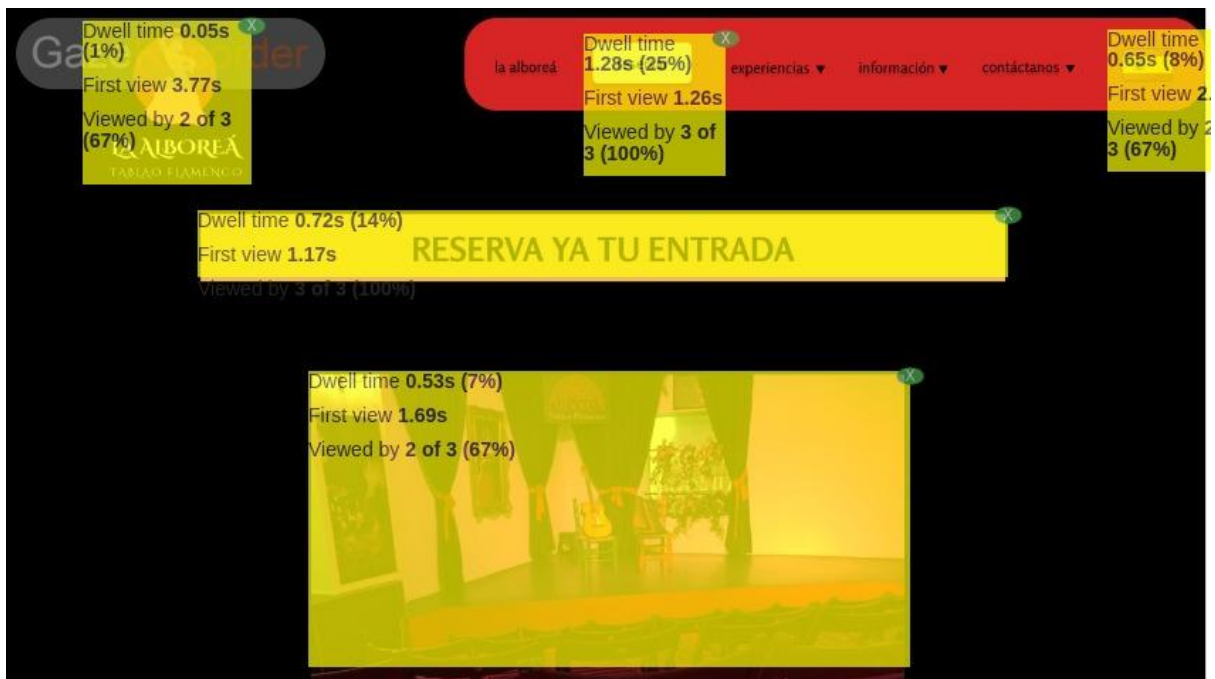 Dwell time 0.05s
(1%)
First view 3.77s
Viewed by 2 of 3
(67%)
X
LA ALBOREÁ
TABLAO FLAMENCO
la alboreá
Dwell time
1.28s (25%)
First view 1.26s
Viewed by 3 of
3 (100%)
X
experiencias ▼
información ▼
contáctanos ▼
Dwell time
0.65s (8%)
First view 2.
Viewed by 2
3 (67%)
Dwell time 0.72s (14%)
First view 1.17s
Viewed by 3 of 3 (100%)
RESERVA YA TU ENTRADA
X
Dwell time 0.53s (7%)
First view 1.69s
Viewed by 2 of 3 (67%)
X